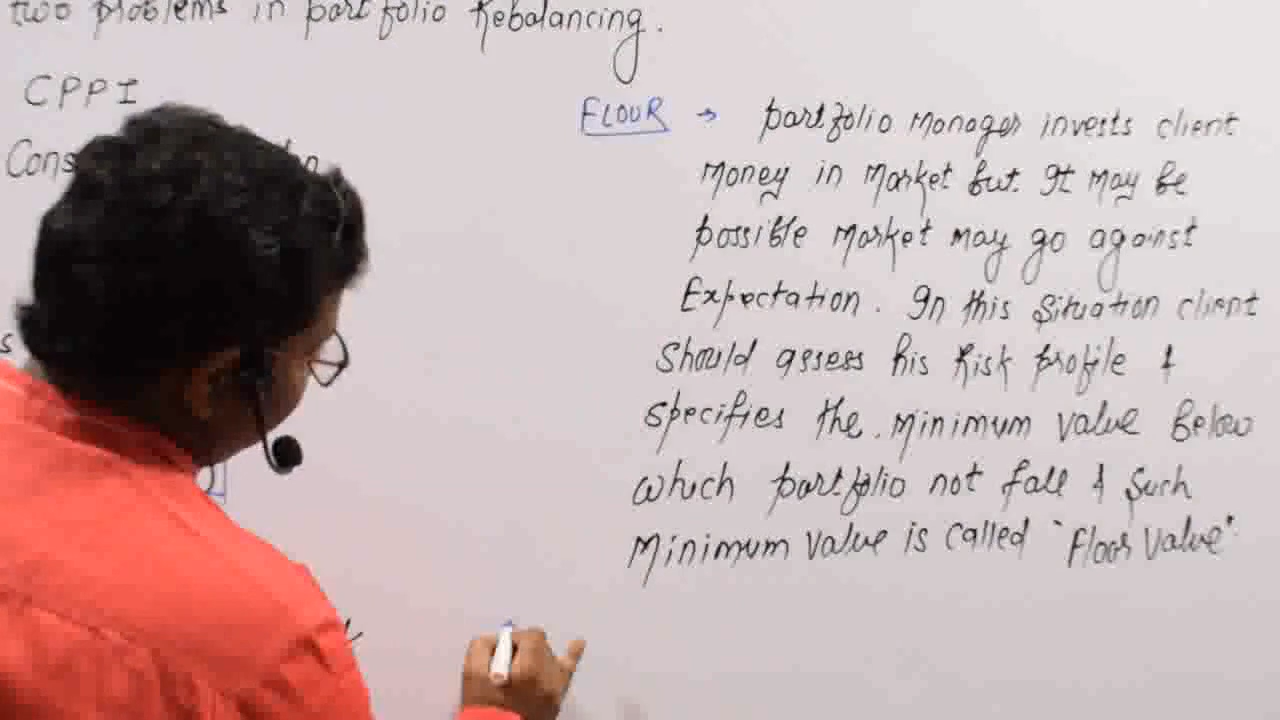 two problems in portfolio Rebalancing.
CPPI
Cons
FLOUR → portfolio Manager invests client
Money in Market but It may be
possible Market may go against
Expectation. In this situation client
should assess his Risk profile &
specifies the minimum value Below
which portfolio not fall & such
Minimum value is called "Floor Value"